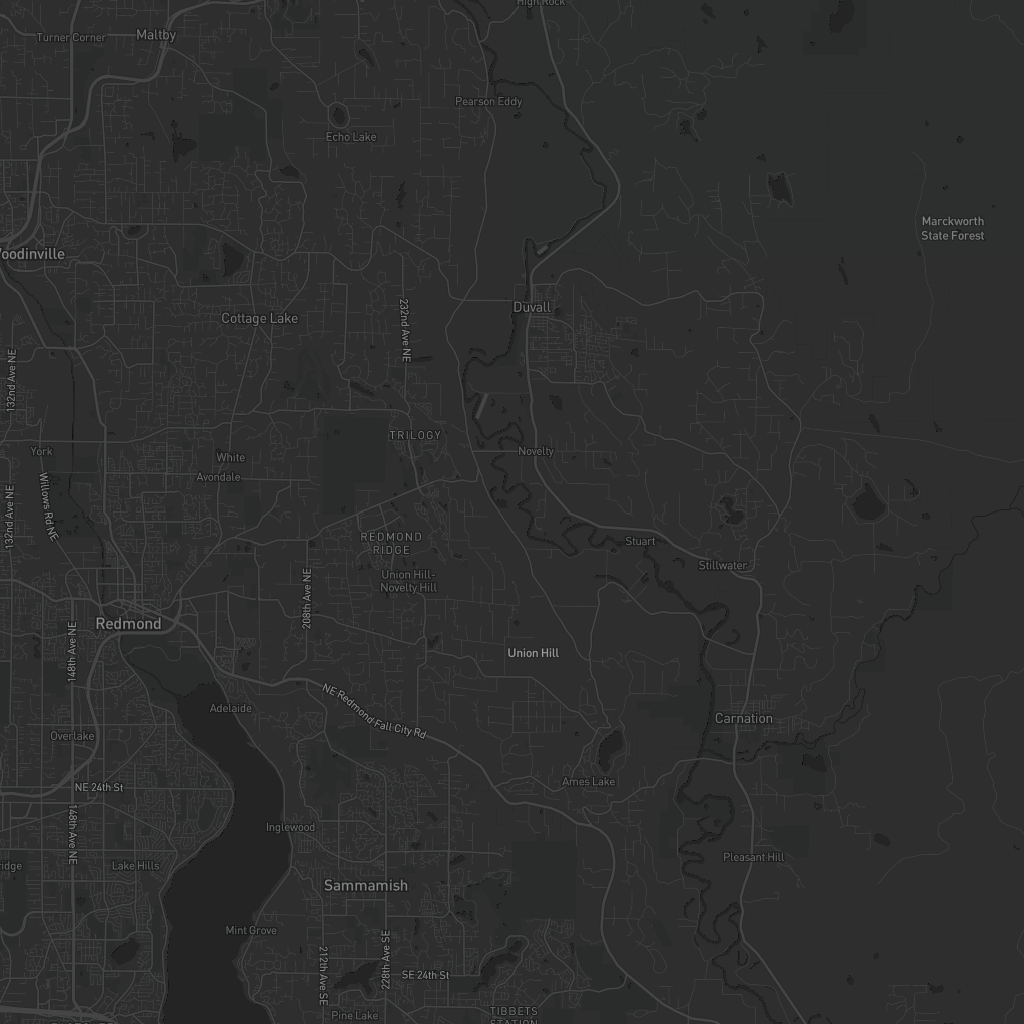 High Rock
Turner Corner
Maltby
Pearson Eddy
Echo Lake
Marckworth
State Forest
Woodinville
Duvall
Cottage Lake
232nd Ave NE
132nd Ave NE
TRILOGY
York
White
Novelty
Avondale
Willows Rd NE
132nd Ave NE
REDMOND
RIDGE
Stuart
Stillwater
Union Hill-
Novelty Hill
208th Ave NE
Redmond
148th Ave NE
Union Hill
Adelaide
NE Redmond Fall City Rd
Carnation
Overlake
Ames Lake
NE 24th St
148th Ave NE
Inglewood
Pleasant Hill
ridge
Lake Hills
Sammamish
Mint Grove
212th Ave SE
228th Ave SE
SE 24th St
Pine Lake
TIBBETS
STATION